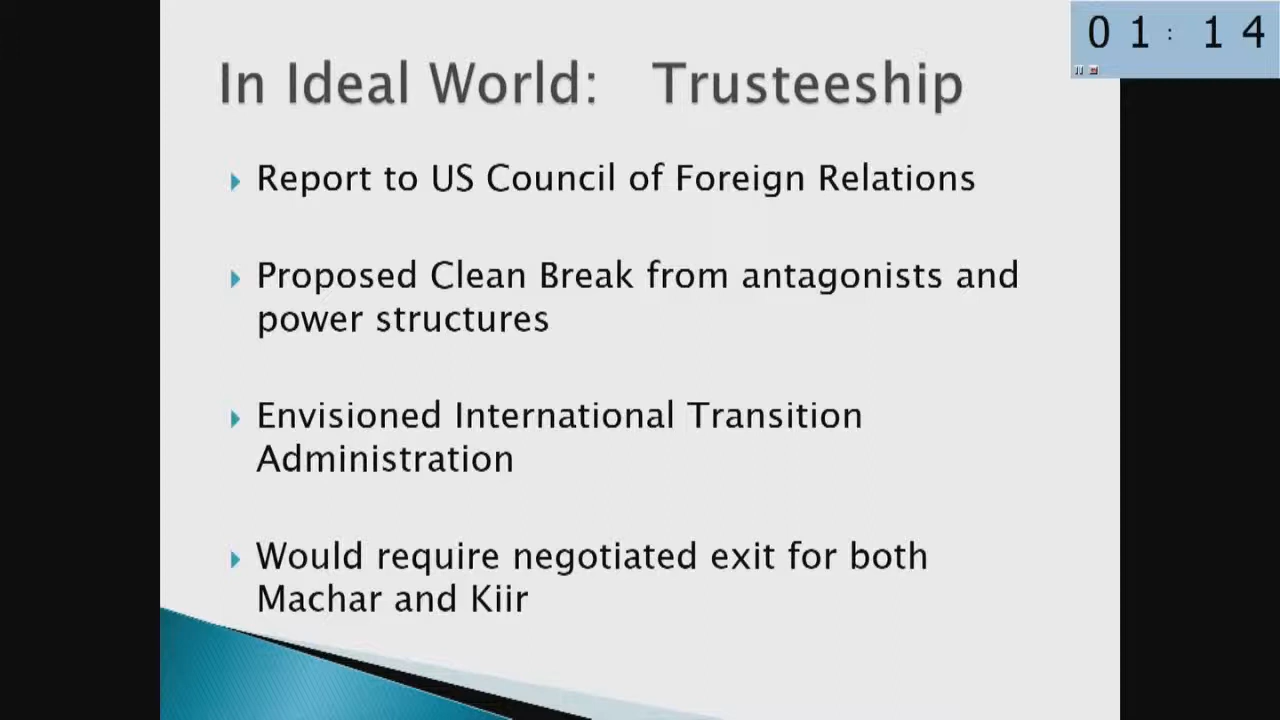 01:14
In Ideal World: Trusteeship
Report to US Council of Foreign Relations
Proposed Clean Break from antagonists and
power structures
Envisioned International Transition
Administration
Would require negotiated exit for both
Machar and Kiir